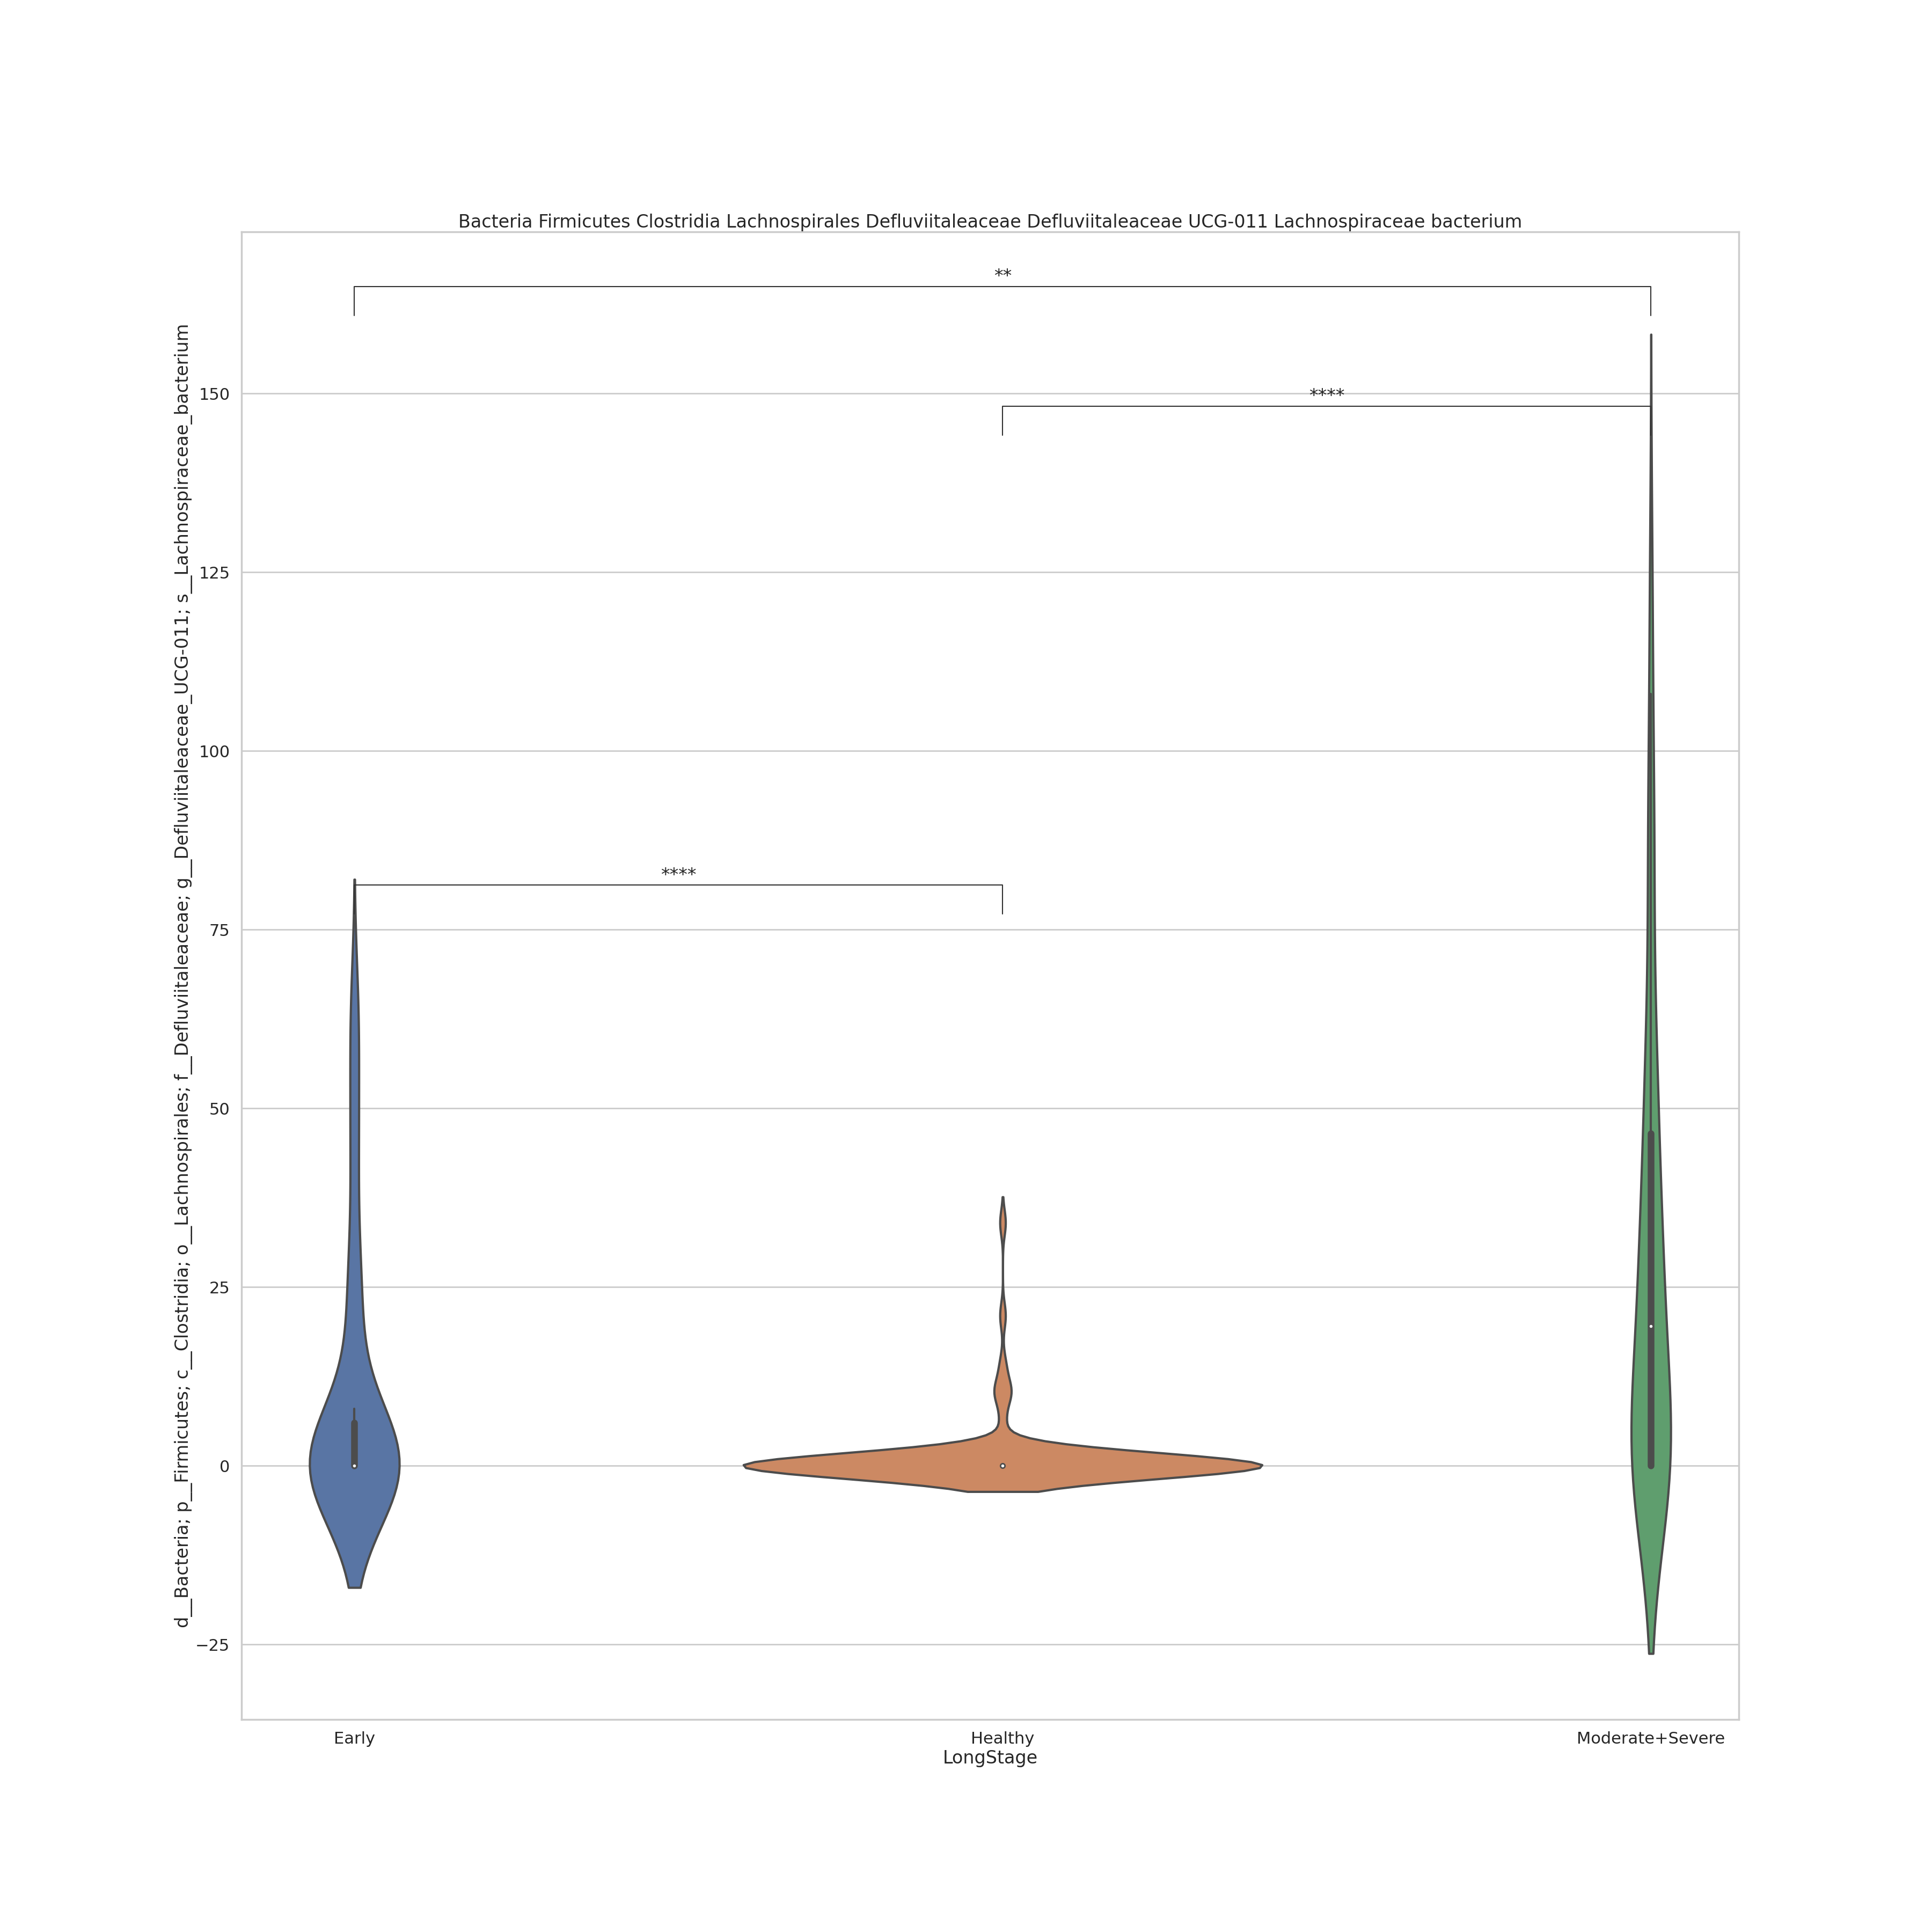 Bacteria Firmicutes Clostridia Lachnospirales Defluviitaleaceae Defluviitaleaceae UCG-011 Lachnospiraceae bacterium
d__Bacteria; p__Firmicutes; c__Clostridia; o__Lachnospirales; f__Defluviitaleaceae; g__Defluviitaleaceae_UCG-011; s__Lachnospiraceae_bacterium
**
150
****
125
100
****
75
50
25
0
−25
Early Healthy Moderate+Severe
LongStage